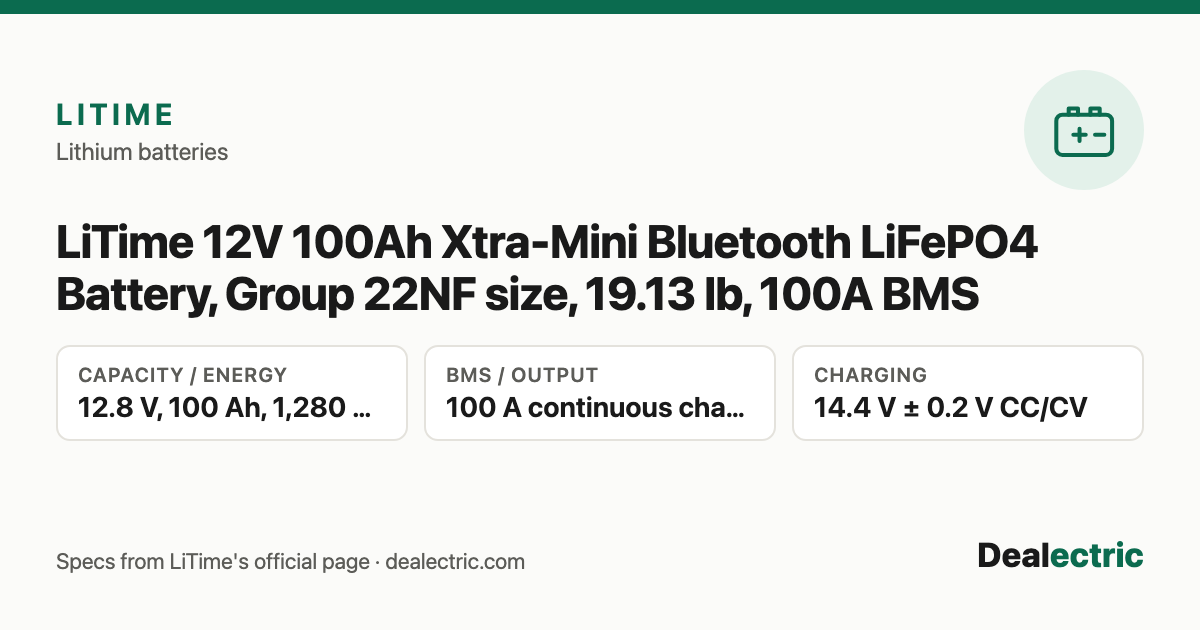 LITIME
Lithium batteries
LiTime 12V 100Ah Xtra-Mini Bluetooth LiFePO4
Battery, Group 22NF size, 19.13 lb, 100A BMS
CAPACITY / ENERGY
12.8 V, 100 Ah, 1,280 ...
BMS / OUTPUT
100 A continuous cha...
CHARGING
14.4 V ± 0.2 V CC/CV
Specs from LiTime's official page · dealectric.com
Dealectric